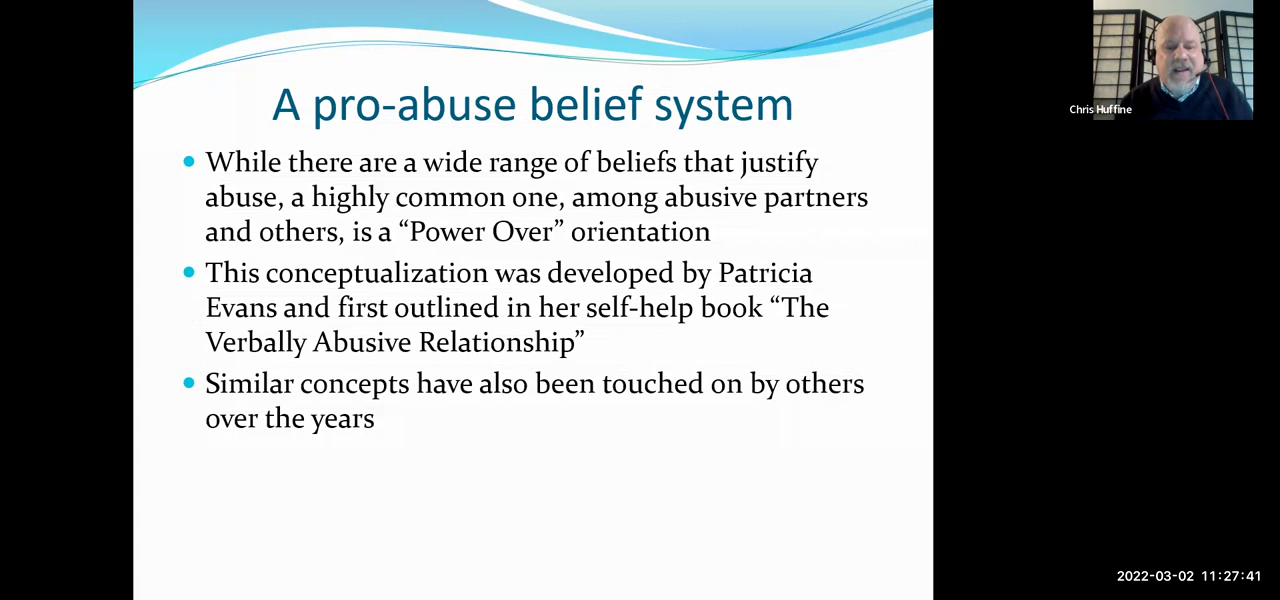 A pro-abuse belief system
• While there are a wide range of beliefs that justify
abuse, a highly common one, among abusive partners
and others, is a “Power Over” orientation
• This conceptualization was developed by Patricia
Evans and first outlined in her self-help book “The
Verbally Abusive Relationship”
• Similar concepts have also been touched on by others
over the years
Chris Huffine
2022-03-02 11:27:41